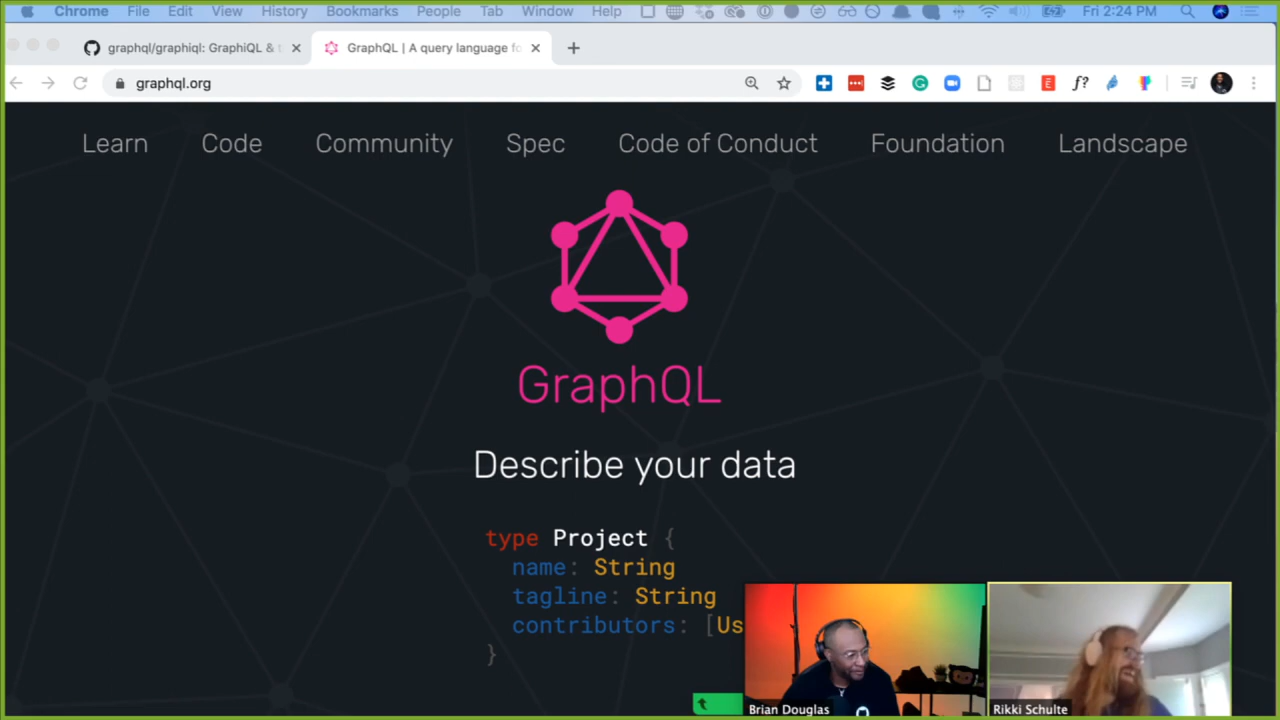 Chrome File Edit View History Bookmarks People Tab Window Help Fri 2:24 PM
graphql/graphiql: GraphiQL &
GraphQL | A query language fo
graphql.org
Learn Code Community Spec Code of Conduct Foundation Landscape
GraphQL
Describe your data
type Project {
name: String
tagline: String
contributors: [Us
}
Brian Douglas
Rikki Schulte